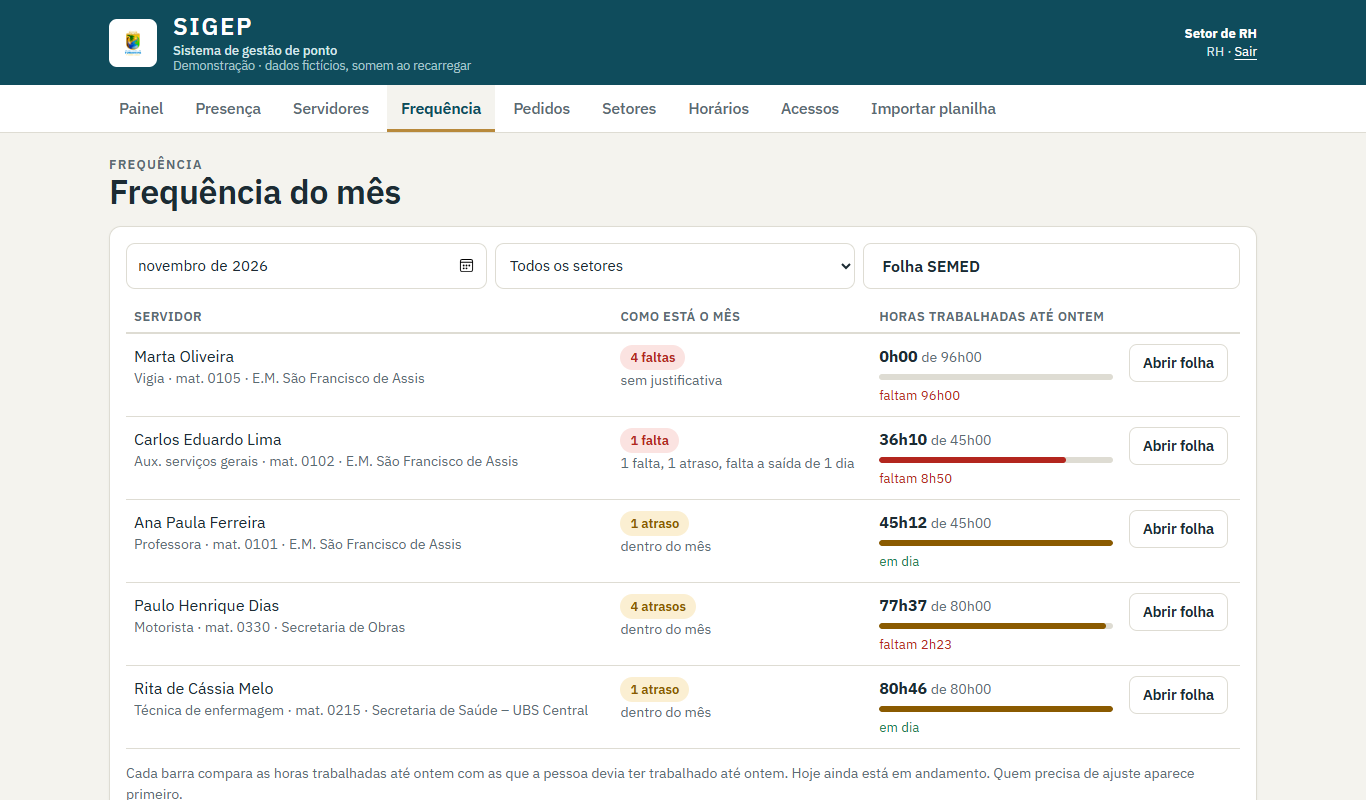 SIGEP
Sistema de gestão de ponto
Demonstração · dados fictícios, somem ao recarregar
Setor de RH
RH · Sair
Painel Presença Servidores Frequência Pedidos Setores Horários Acessos Importar planilha
FREQUÊNCIA
Frequência do mês
novembro de 2026 Todos os setores Folha SEMED
SERVIDOR COMO ESTÁ O MÊS HORAS TRABALHADAS ATÉ ONTEM
Marta Oliveira
Vigia · mat. 0105 · E.M. São Francisco de Assis
4 faltas
sem justificativa
0h00 de 96h00
faltam 96h00
Abrir folha
Carlos Eduardo Lima
Aux. serviços gerais · mat. 0102 · E.M. São Francisco de Assis
1 falta
1 falta, 1 atraso, falta a saída de 1 dia
36h10 de 45h00
faltam 8h50
Abrir folha
Ana Paula Ferreira
Professora · mat. 0101 · E.M. São Francisco de Assis
1 atraso
dentro do mês
45h12 de 45h00
em dia
Abrir folha
Paulo Henrique Dias
Motorista · mat. 0330 · Secretaria de Obras
4 atrasos
dentro do mês
77h37 de 80h00
faltam 2h23
Abrir folha
Rita de Cássia Melo
Técnica de enfermagem · mat. 0215 · Secretaria de Saúde – UBS Central
1 atraso
dentro do mês
80h46 de 80h00
em dia
Abrir folha
Cada barra compara as horas trabalhadas até ontem com as que a pessoa devia ter trabalhado até ontem. Hoje ainda está em andamento. Quem precisa de ajuste aparece
primeiro.